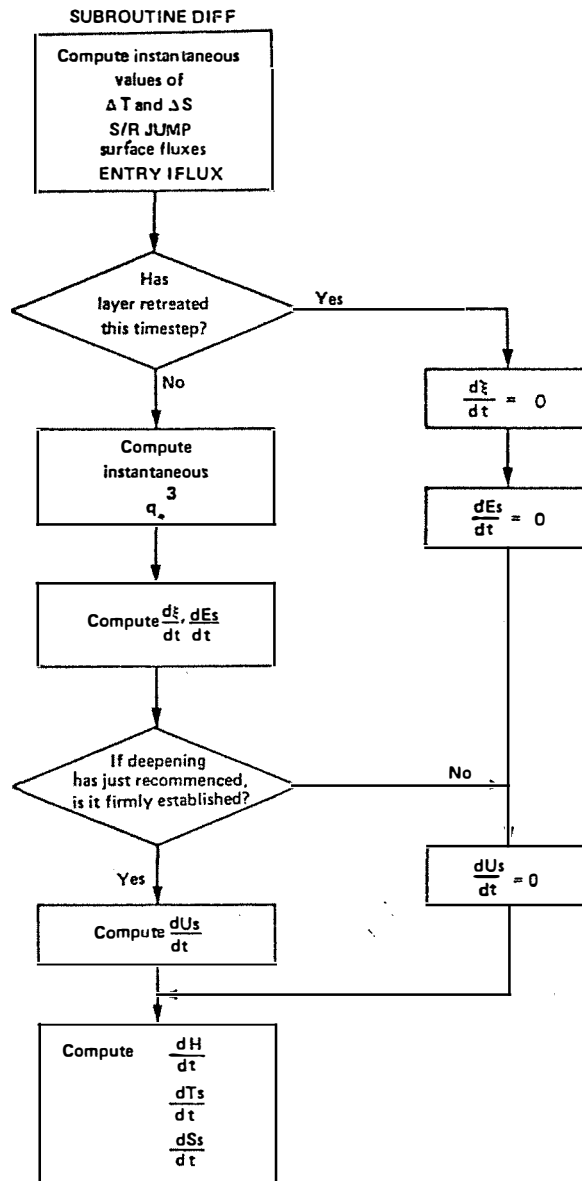 SUBROUTINE DIFF
Compute instantaneous
values of
ΔT and ΔS
S/R JUMP
surface fluxes
ENTRY IFLUX
Has
layer retreated
this timestep?
Yes
No
dξ/dt = 0
Compute
instantaneous
q*³
dEs/dt = 0
Compute dξ/dt, dEs/dt
If deepening
has just recommenced,
is it firmly established?
No
Yes
dUs/dt = 0
Compute dUs/dt
Compute dH/dt
dTs/dt
dSs/dt